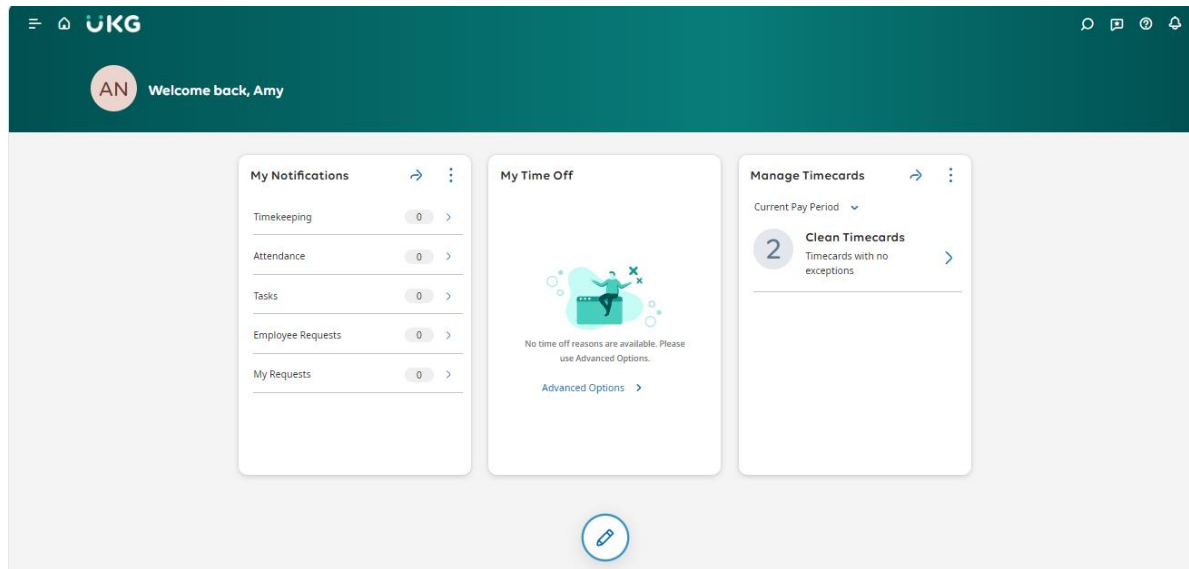 UKG
AN
Welcome back, Amy
My Notifications
Timekeeping 0
Attendance 0
Tasks 0
Employee Requests 0
My Requests 0
My Time Off
No time off reasons are available. Please
use Advanced Options.
Advanced Options
Manage Timecards
Current Pay Period
2
Clean Timecards
Timecards with no
exceptions